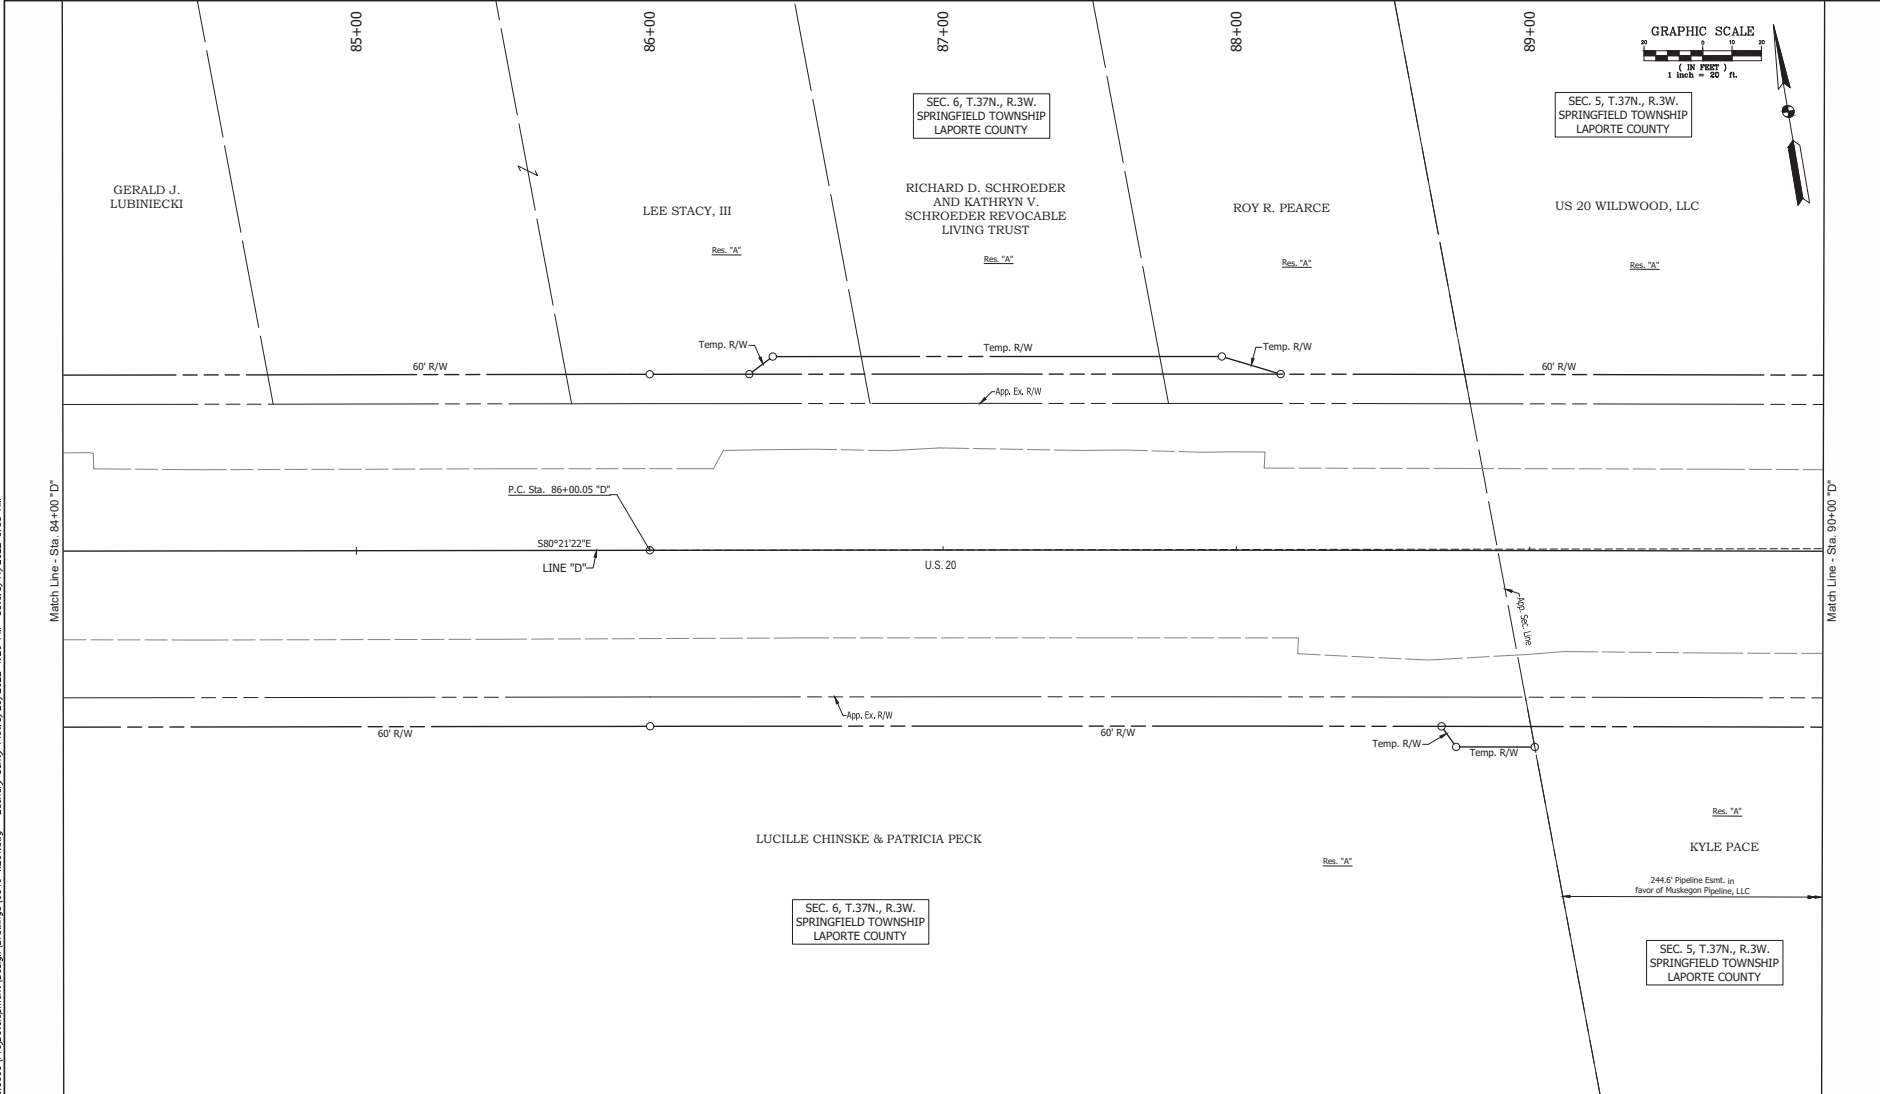 85+00
86+00
87+00
88+00
89+00
GRAPHIC SCALE
20 0 10 20
( IN FEET )
1 inch = 20 ft.
SEC. 6, T.37N., R.3W.
SPRINGFIELD TOWNSHIP
LAPORTE COUNTY
SEC. 5, T.37N., R.3W.
SPRINGFIELD TOWNSHIP
LAPORTE COUNTY
GERALD J.
LUBINIECKI
LEE STACY, III
Res. "A"
RICHARD D. SCHROEDER
AND KATHRYN V.
SCHROEDER REVOCABLE
LIVING TRUST
Res. "A"
ROY R. PEARCE
Res. "A"
US 20 WILDWOOD, LLC
Res. "A"
Temp. R/W
Temp. R/W
Temp. R/W
60' R/W
60' R/W
App. Ex. R/W
Match Line - Sta. 84+00 "D"
P.C. Sta. 86+00.05 "D"
S80°21'22"E
LINE "D"
U.S. 20
Match Line - Sta. 90+00 "D"
App. Sec. Line
App. Ex. R/W
60' R/W
60' R/W
Temp. R/W
Temp. R/W
LUCILLE CHINSKE & PATRICIA PECK
Res. "A"
Res. "A"
KYLE PACE
244.6' Pipeline Esmt. in
favor of Muskegon Pipeline, LLC
SEC. 6, T.37N., R.3W.
SPRINGFIELD TOWNSHIP
LAPORTE COUNTY
SEC. 5, T.37N., R.3W.
SPRINGFIELD TOWNSHIP
LAPORTE COUNTY